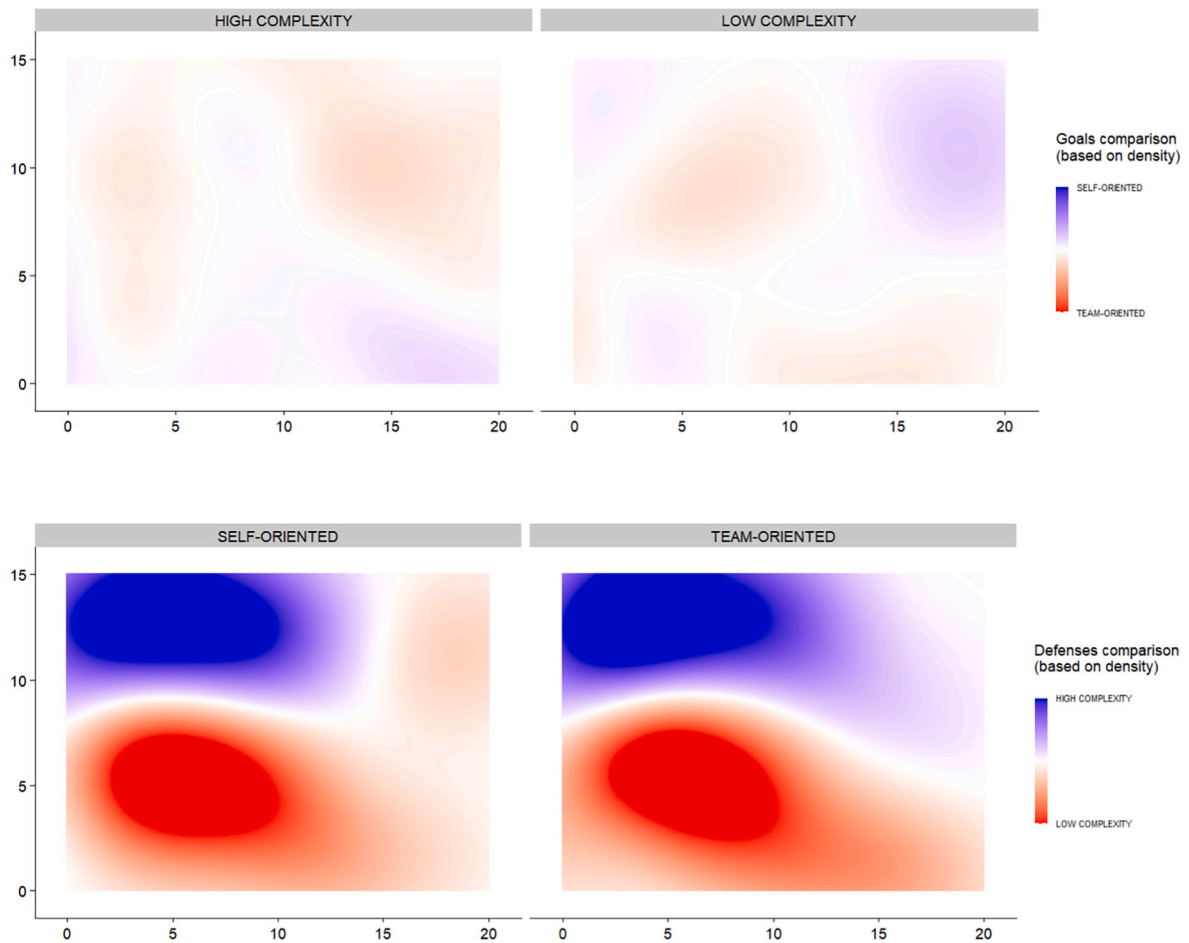 HIGH COMPLEXITY
LOW COMPLEXITY
15
10
5
0
0 5 10 15 20
0 5 10 15 20
Goals comparison
(based on density)
SELF-ORIENTED
TEAM-ORIENTED
SELF-ORIENTED
TEAM-ORIENTED
15
10
5
0
0 5 10 15 20
0 5 10 15 20
Defenses comparison
(based on density)
HIGH COMPLEXITY
LOW COMPLEXITY